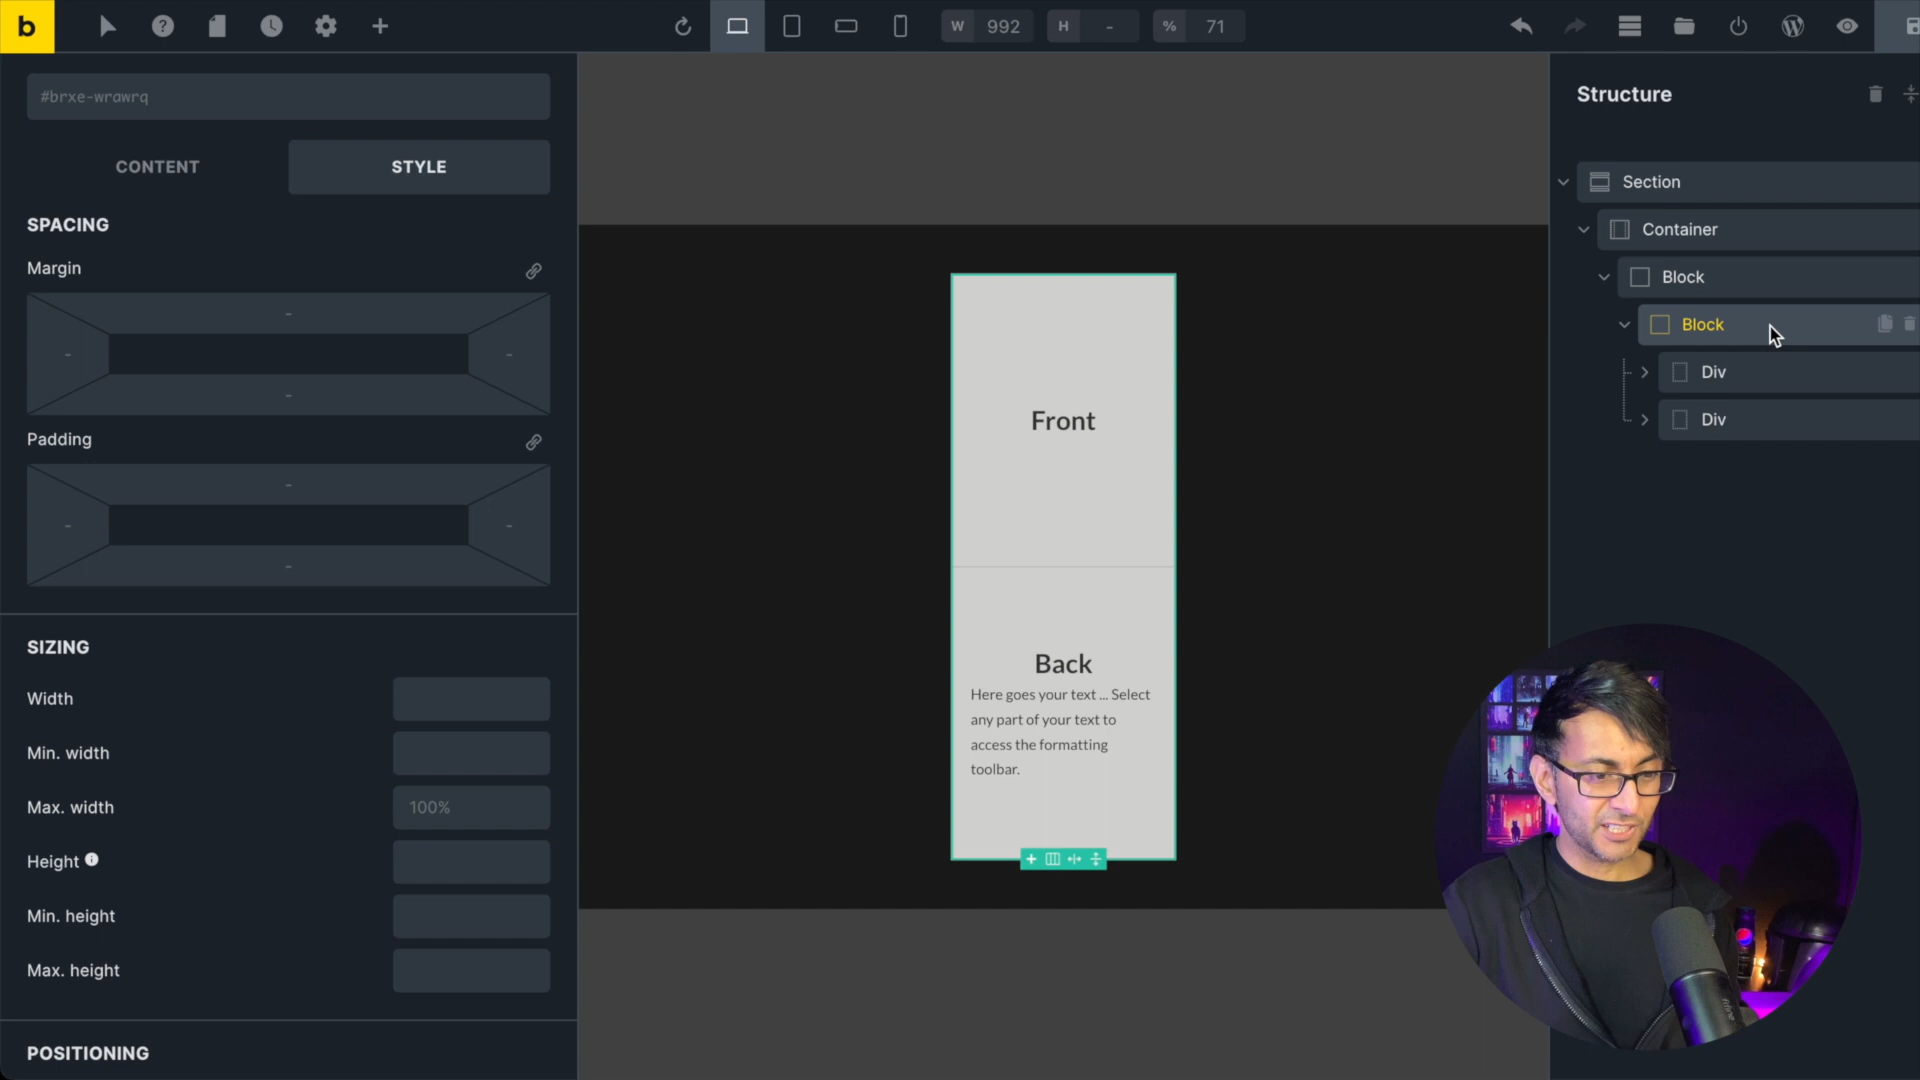 b
W 992
H -
% 71
#brxe-wrawrq
CONTENT
STYLE
SPACING
Margin
-
- -
-
Padding
-
- -
-
SIZING
Width
Min. width
Max. width 100%
Height
Min. height
Max. height
POSITIONING
Front
Back
Here goes your text ... Select
any part of your text to
access the formatting
toolbar.
Structure
Section
Container
Block
Block
Div
Div
fifine